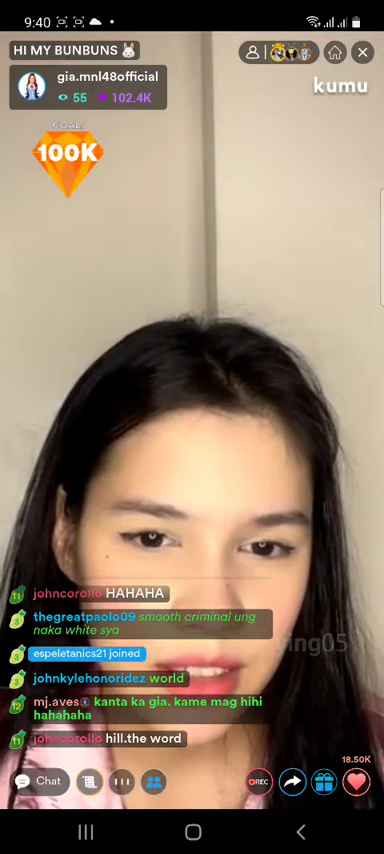 9:40
HI MY BUNBUNS 🐰
gia.mnl48official
55 102.4K
kumu
GOAL:
100K
johncorollo HAHAHA
thegreatpaolo09 smooth criminal ung
naka white sya
espeletanics21 joined
johnkylehonoridez world
mj.aves kanta ka gia. kame mag hihi
hahahaha
johncorollo hill.the word
18.50K
Chat
REC